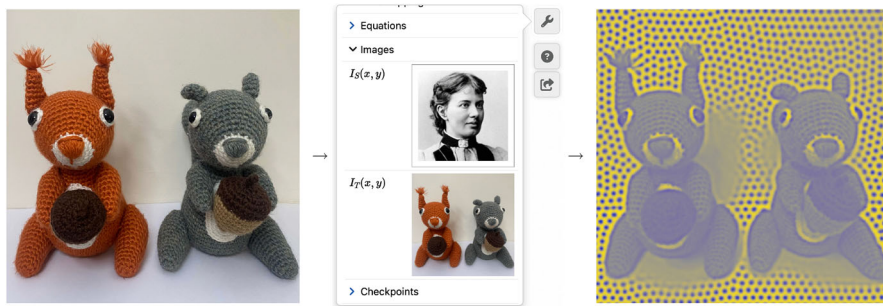 Equations
Images
I_S(x, y)
→
→
I_T(x, y)
Checkpoints